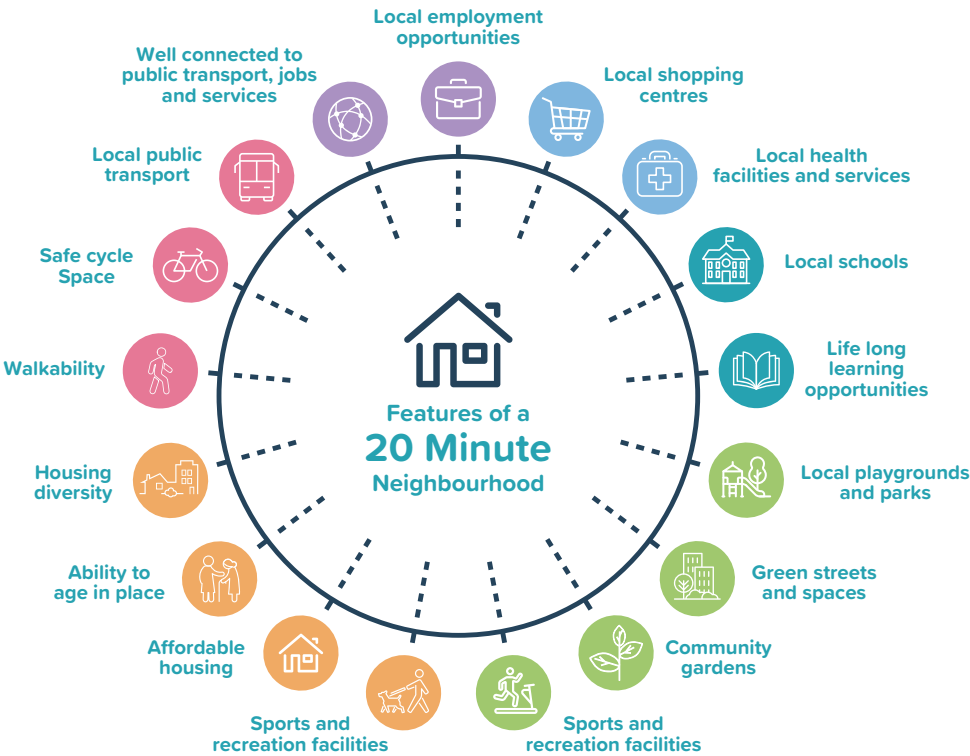 Local employment
opportunities
Local shopping
centres
Local health
facilities and services
Local schools
Life long
learning
opportunities
Local playgrounds
and parks
Green streets
and spaces
Community
gardens
Sports and
recreation facilities
Sports and
recreation facilities
Affordable
housing
Ability to
age in place
Housing
diversity
Walkability
Safe cycle
Space
Local public
transport
Well connected to
public transport, jobs
and services
Features of a
20 Minute
Neighbourhood